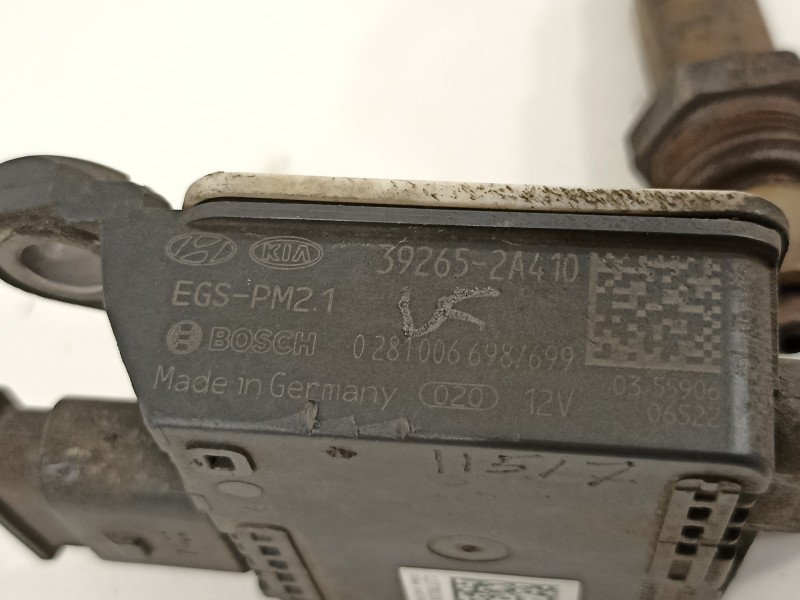 KIA 39265-2A410
EGS-PM2.1
BOSCH 0 281 006 698/699
Made in Germany 020 12V 03 55906
06522
11517